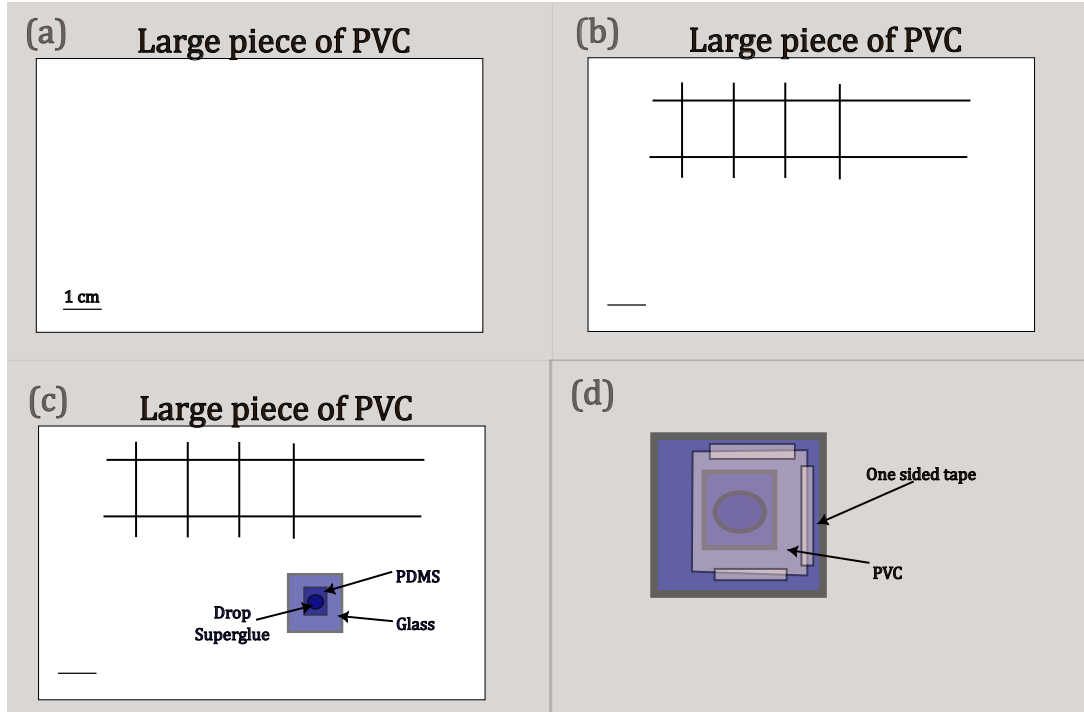 (a)
Large piece of PVC
1 cm
(b)
Large piece of PVC
(c)
Large piece of PVC
PDMS
Drop
Superglue
Glass
(d)
One sided tape
PVC